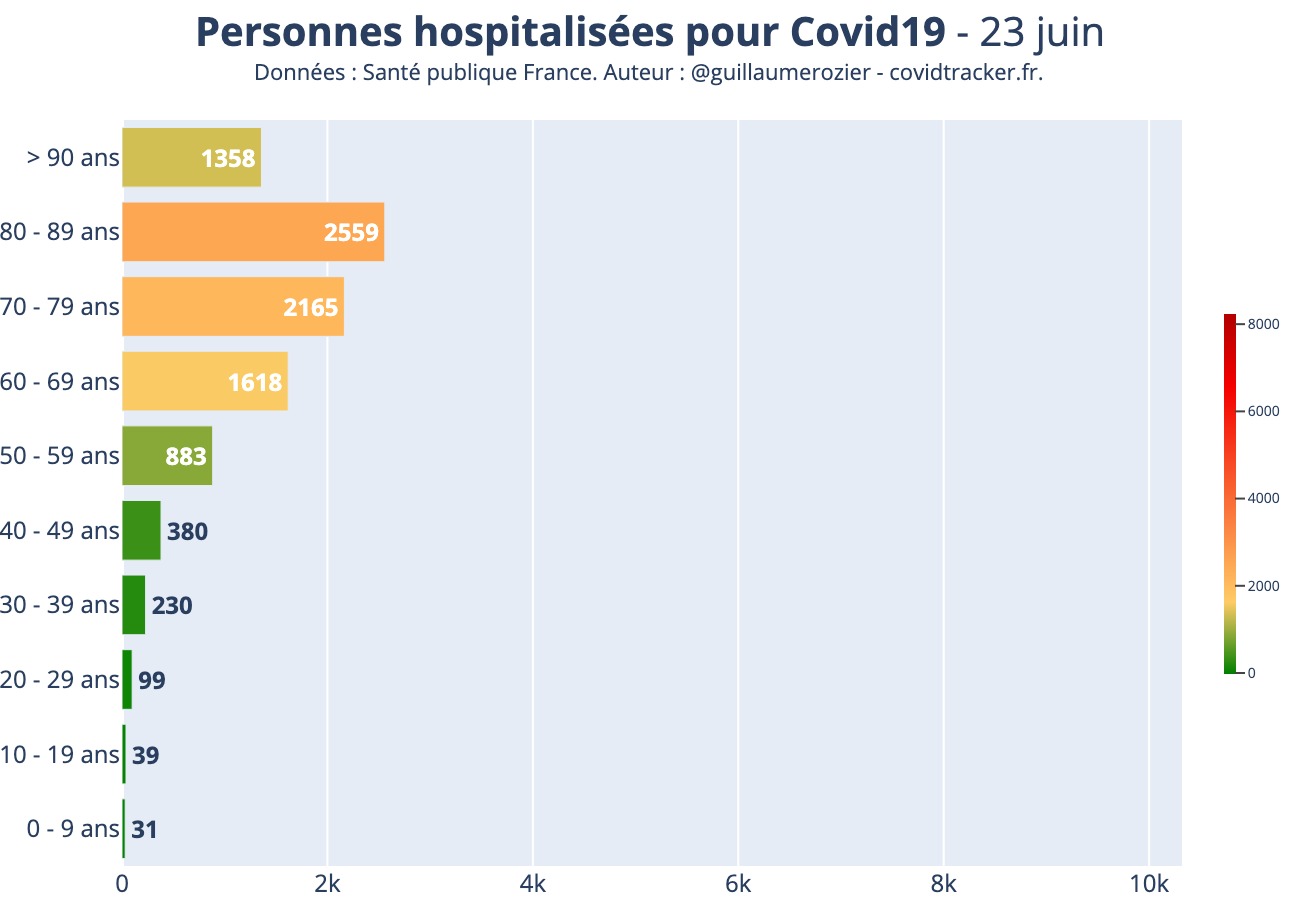 Personnes hospitalisées pour Covid19 - 23 juin
Données : Santé publique France. Auteur : @guillaumerozier - covidtracker.fr.
> 90 ans 1358
80 - 89 ans 2559
70 - 79 ans 2165
60 - 69 ans 1618
50 - 59 ans 883
40 - 49 ans 380
30 - 39 ans 230
20 - 29 ans 99
10 - 19 ans 39
0 - 9 ans 31
0 2k 4k 6k 8k 10k
8000
6000
4000
2000
0